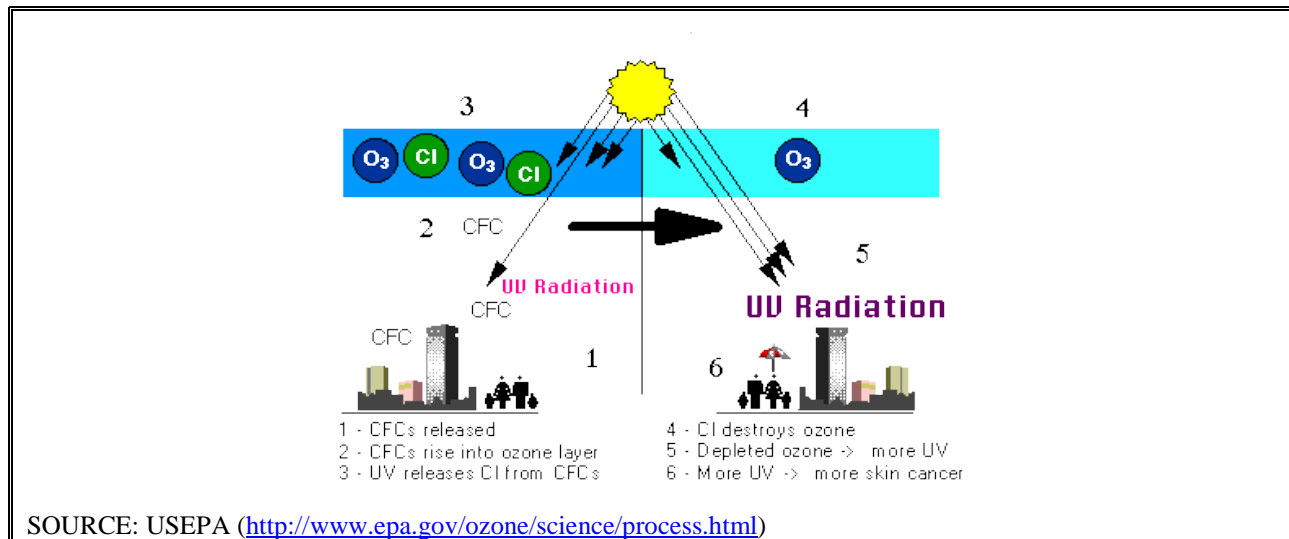 3
4
O3 Cl O3 Cl
O3
2 CFC
5
UV Radiation
CFC
UV Radiation
CFC
1
6
1 - CFCs released
2 - CFCs rise into ozone layer
3 - UV releases Cl from CFCs
4 - Cl destroys ozone
5 - Depleted ozone -> more UV
6 - More UV -> more skin cancer
SOURCE: USEPA (http://www.epa.gov/ozone/science/process.html)